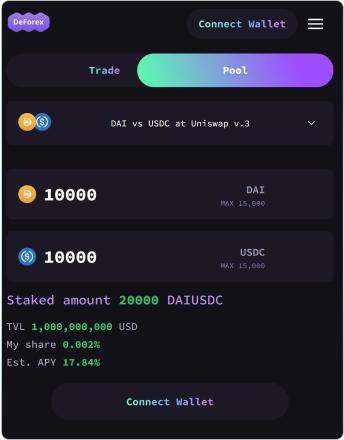 DeForex
Connect Wallet
Trade
Pool
DAI vs USDC at Uniswap v.3
10000
DAI
MAX 15,000
10000
USDC
MAX 15,000
Staked amount 20000 DAIUSDC
TVL 1,000,000,000 USD
My share 0.002%
Est. APY 17.84%
Connect Wallet